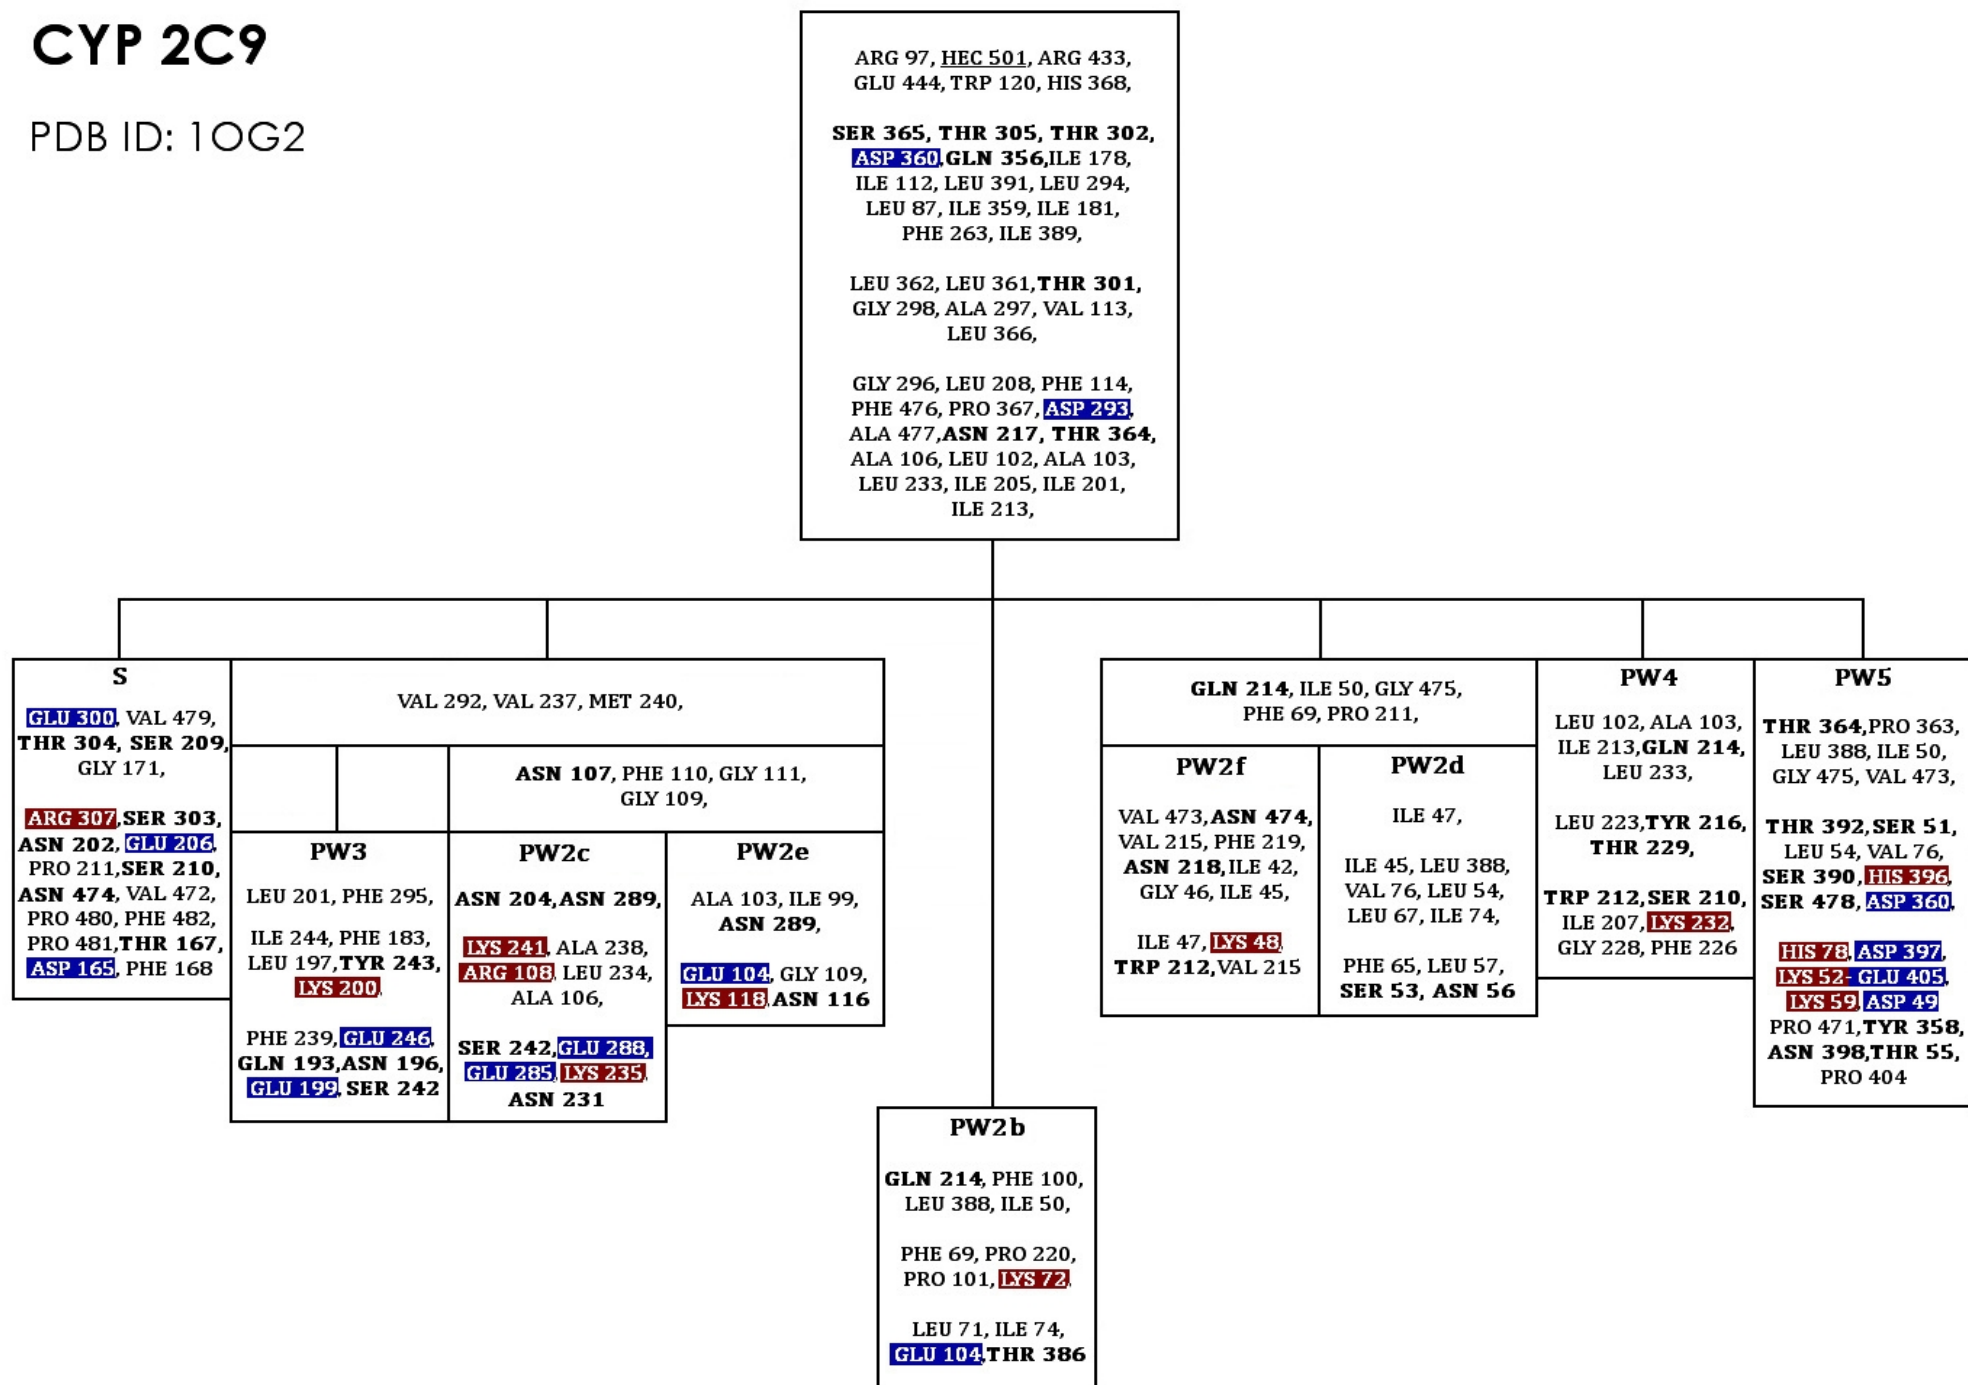 CYP 2C9
PDB ID: 1OG2
ARG 97, HEC 501, ARG 433,
GLU 444, TRP 120, HIS 368,
SER 365, THR 305, THR 302,
ASP 360,GLN 356,ILE 178,
ILE 112, LEU 391, LEU 294,
LEU 87, ILE 359, ILE 181,
PHE 263, ILE 389,
LEU 362, LEU 361,THR 301,
GLY 298, ALA 297, VAL 113,
LEU 366,
GLY 296, LEU 208, PHE 114,
PHE 476, PRO 367, ASP 293,
ALA 477,ASN 217, THR 364,
ALA 106, LEU 102, ALA 103,
LEU 233, ILE 205, ILE 201,
ILE 213,
S
GLU 300, VAL 479,
THR 304, SER 209,
GLY 171,
ARG 307,SER 303,
ASN 202, GLU 206,
PRO 211,SER 210,
ASN 474, VAL 472,
PRO 480, PHE 482,
PRO 481,THR 167,
ASP 165, PHE 168
VAL 292, VAL 237, MET 240,
PW3
LEU 201, PHE 295,
ILE 244, PHE 183,
LEU 197,TYR 243,
LYS 200,
PHE 239, GLU 246,
GLN 193,ASN 196,
GLU 199, SER 242
ASN 107, PHE 110, GLY 111,
GLY 109,
PW2c
ASN 204,ASN 289,
LYS 241, ALA 238,
ARG 108, LEU 234,
ALA 106,
SER 242,GLU 288,
GLU 285, LYS 235,
ASN 231
PW2e
ALA 103, ILE 99,
ASN 289,
GLU 104, GLY 109,
LYS 118,ASN 116
PW2b
GLN 214, PHE 100,
LEU 388, ILE 50,
PHE 69, PRO 220,
PRO 101, LYS 72,
LEU 71, ILE 74,
GLU 104,THR 386
GLN 214, ILE 50, GLY 475,
PHE 69, PRO 211,
PW2f
VAL 473,ASN 474,
VAL 215, PHE 219,
ASN 218,ILE 42,
GLY 46, ILE 45,
ILE 47, LYS 48,
TRP 212,VAL 215
PW2d
ILE 47,
ILE 45, LEU 388,
VAL 76, LEU 54,
LEU 67, ILE 74,
PHE 65, LEU 57,
SER 53, ASN 56
PW4
LEU 102, ALA 103,
ILE 213,GLN 214,
LEU 233,
LEU 223,TYR 216,
THR 229,
TRP 212,SER 210,
ILE 207, LYS 232,
GLY 228, PHE 226
PW5
THR 364,PRO 363,
LEU 388, ILE 50,
GLY 475, VAL 473,
THR 392,SER 51,
LEU 54, VAL 76,
SER 390, HIS 396,
SER 478, ASP 360,
HIS 78, ASP 397,
LYS 52- GLU 405,
LYS 59, ASP 49
PRO 471,TYR 358,
ASN 398,THR 55,
PRO 404